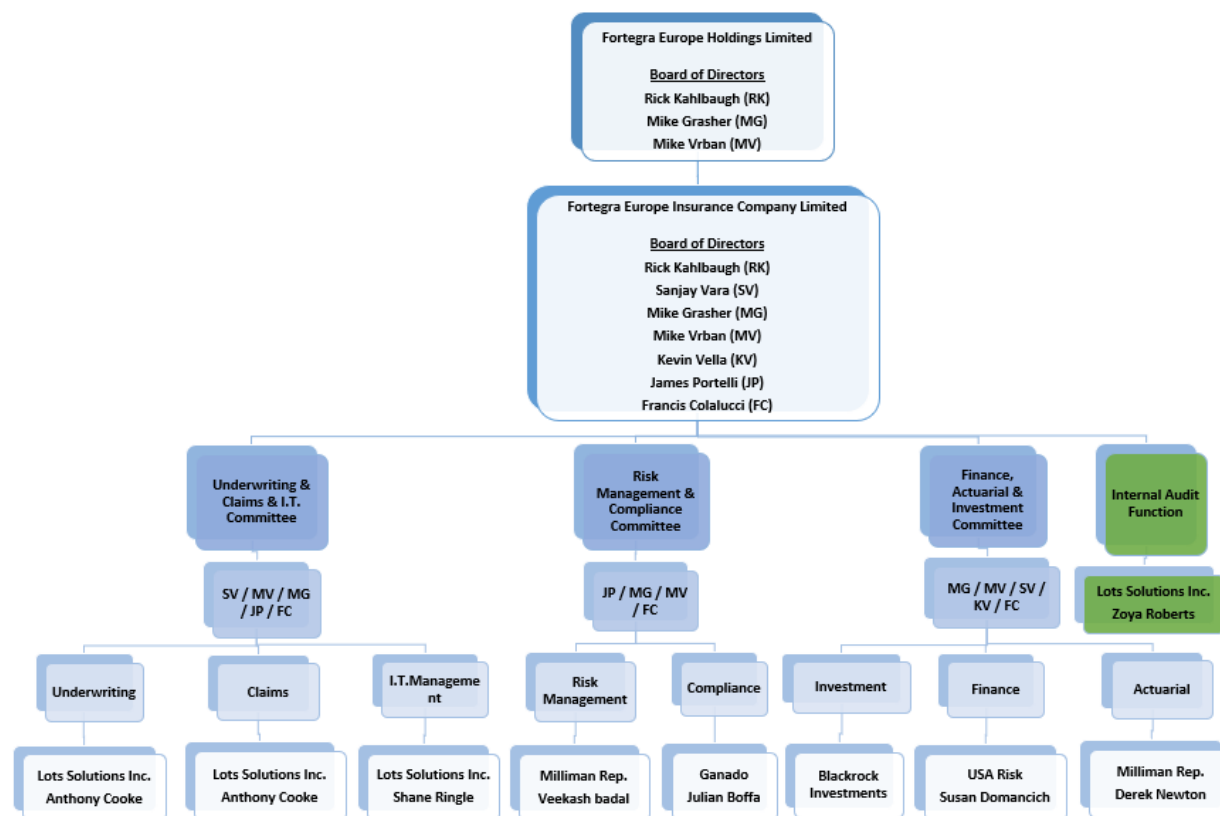 Fortegra Europe Holdings Limited
Board of Directors
Rick Kahlbaugh (RK)
Mike Grasher (MG)
Mike Vrban (MV)
Fortegra Europe Insurance Company Limited
Board of Directors
Rick Kahlbaugh (RK)
Sanjay Vara (SV)
Mike Grasher (MG)
Mike Vrban (MV)
Kevin Vella (KV)
James Portelli (JP)
Francis Colalucci (FC)
Underwriting &
Claims & I.T.
Committee
Risk
Management &
Compliance
Committee
Finance,
Actuarial &
Investment
Committee
Internal Audit
Function
SV / MV / MG
/ JP / FC
JP / MG / MV
/ FC
MG / MV / SV /
KV / FC
Lots Solutions Inc.
Zoya Roberts
Underwriting
Claims
I.T.Manageme
nt
Risk
Management
Compliance
Investment
Finance
Actuarial
Lots Solutions Inc.
Anthony Cooke
Lots Solutions Inc.
Anthony Cooke
Lots Solutions Inc.
Shane Ringle
Milliman Rep.
Veekash badal
Ganado
Julian Boffa
Blackrock
Investments
USA Risk
Susan Domancich
Milliman Rep.
Derek Newton